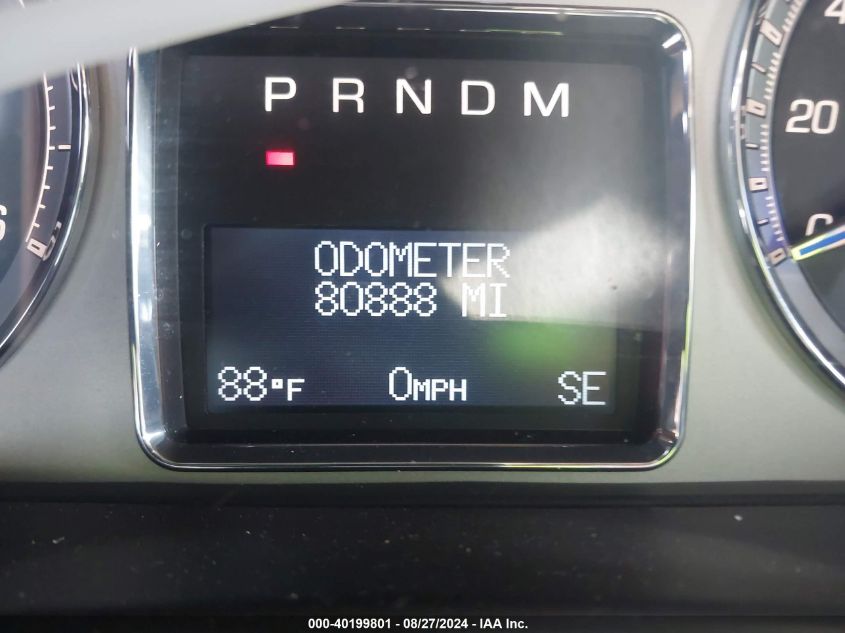 P R N D M
ODOMETER
80888 MI
88°F 0MPH SE
20
000-40199801 - 08/27/2024 - IAA Inc.